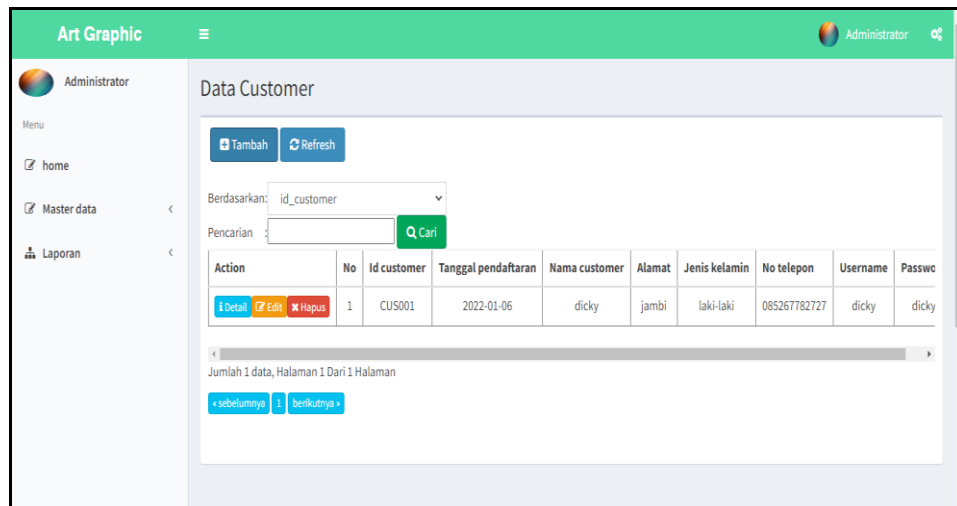 Art Graphic
Administrator
Administrator
Menu
home
Master data
Laporan
Data Customer
Tambah Refresh
Berdasarkan: id_customer
Pencarian : Cari
Action No Id customer Tanggal pendaftaran Nama customer Alamat Jenis kelamin No telepon Username Passwo
Detail Edit Hapus 1 CUS001 2022-01-06 dicky jambi laki-laki 085267782727 dicky dicky
Jumlah 1 data, Halaman 1 Dari 1 Halaman
« sebelumnya 1 berikutnya »